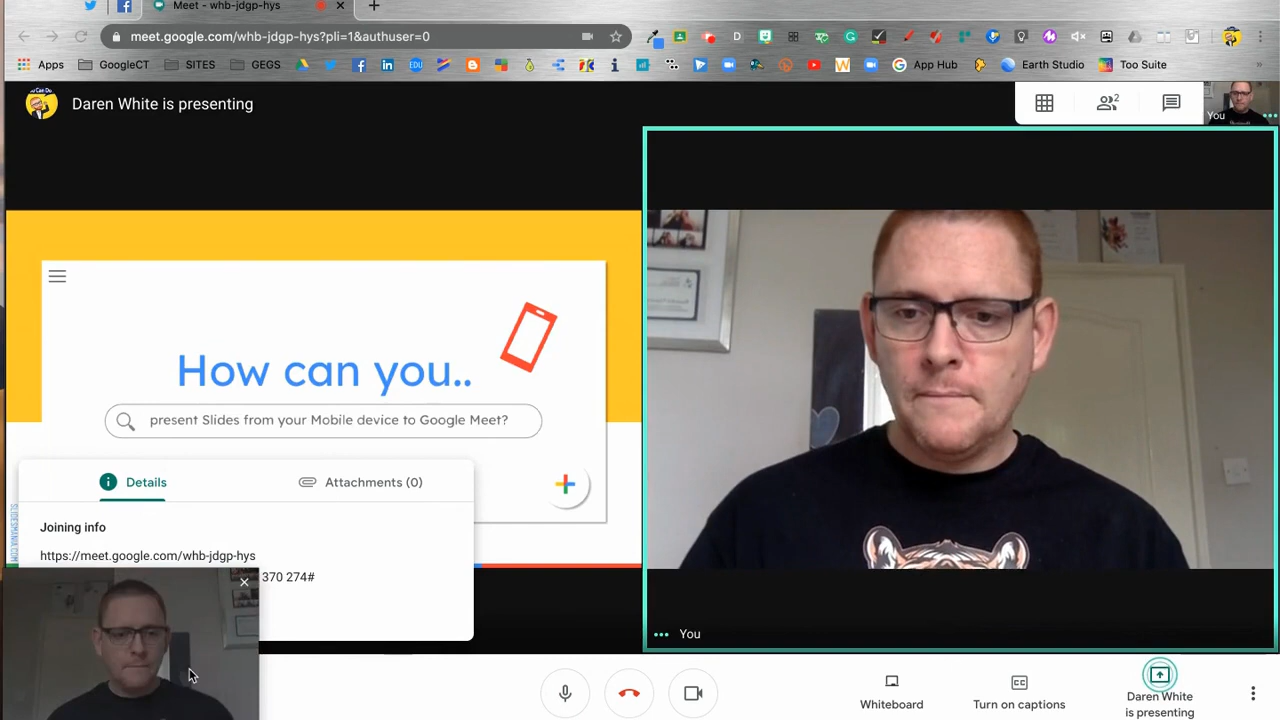 Meet - whb-jdgp-hys
meet.google.com/whb-jdgp-hys?pli=1&authuser=0
Apps GoogleCT SITES GEGS App Hub Earth Studio Too Suite
Daren White is presenting
2
You
How can you..
present Slides from your Mobile device to Google Meet?
Details
Attachments (0)
SLIDESMANIA.COM
Joining info
https://meet.google.com/whb-jdgp-hys
370 274#
You
Whiteboard
Turn on captions
Daren White
is presenting